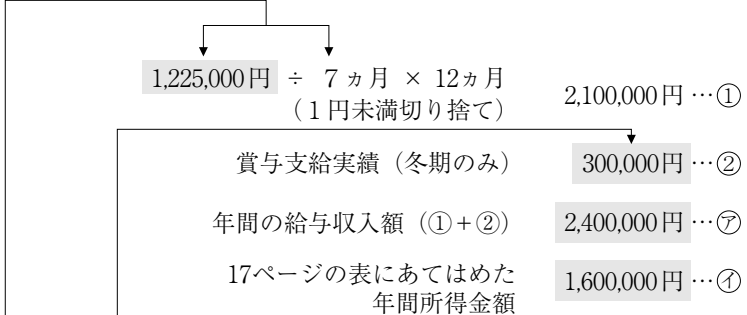 1,225,000円 ÷ 7ヵ月 × 12ヵ月
(1円未満切り捨て)
2,100,000円…①
賞与支給実績(冬期のみ) 300,000円…②
年間の給与収入額(①+②) 2,400,000円…㋐
17ページの表にあてはめた
年間所得金額
1,600,000円…㋑